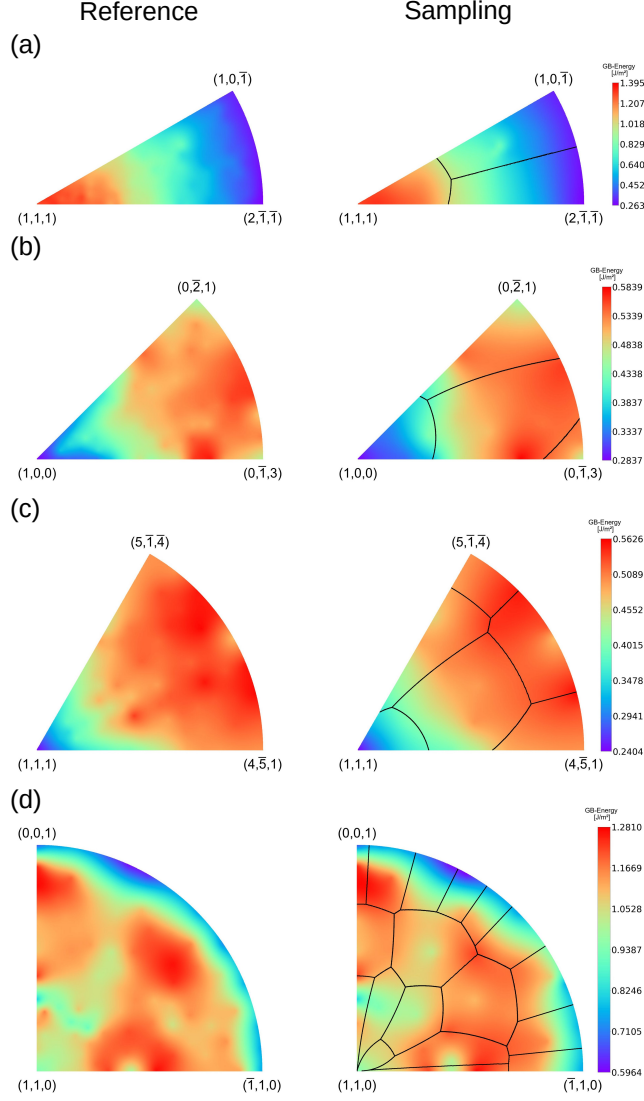 Reference Sampling
(a)
(1,0,1̅) (1,0,1̅) GB-Energy
[J/m²]
1.395
1.207
1.018
0.829
0.640
0.452
0.263
(1,1,1) (2,1̅,1̅) (1,1,1) (2,1̅,1̅)
(b)
(0,2̅,1) (0,2̅,1) GB-Energy
[J/m²]
0.5839
0.5338
0.4838
0.4338
0.3837
0.3337
0.2837
(1,0,0) (0,1̅,3) (1,0,0) (0,1̅,3)
(c)
(5,1̅,4̅) (5,1̅,4̅) GB-Energy
[J/m²]
0.5626
0.5089
0.4552
0.4015
0.3478
0.2941
0.2404
(1,1,1) (4,5̅,1) (1,1,1) (4,5̅,1)
(d)
(0,0,1) (0,0,1) GB-Energy
[J/m²]
1.2810
1.1669
1.0528
0.9387
0.8246
0.7105
0.5964
(1,1,0) (1̅,1,0) (1,1,0) (1̅,1,0)